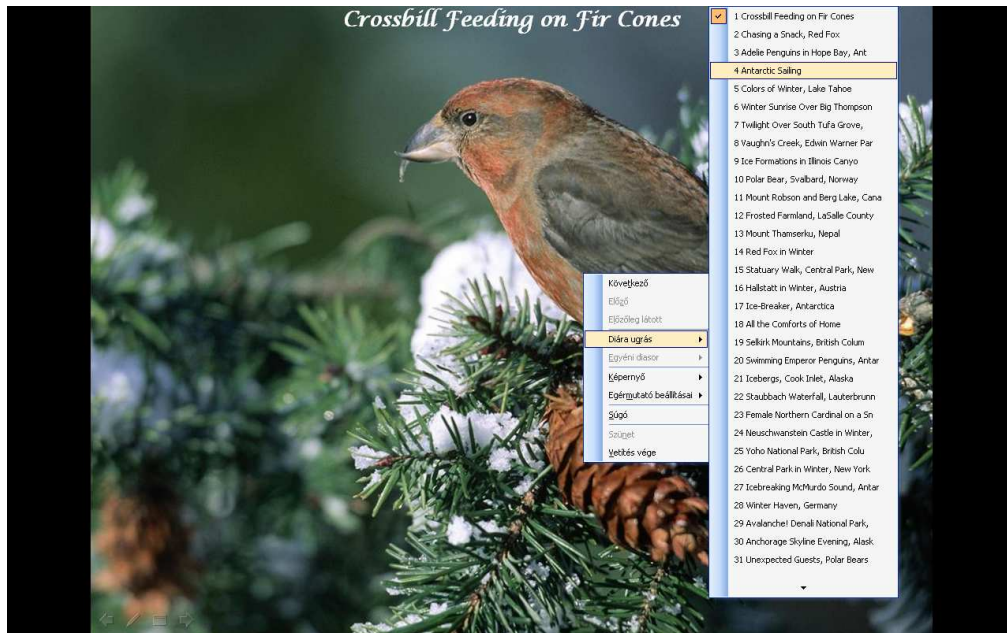 Crossbill Feeding on Fir Cones
Következő
Előző
Előzőleg látott
Diára ugrás
Egyéni diasor
Képernyő
Egérmutató beállításai
Súgó
Szünet
Vetítés vége
1 Crossbill Feeding on Fir Cones
2 Chasing a Snack, Red Fox
3 Adelie Penguins in Hope Bay, Ant
4 Antarctic Sailing
5 Colors of Winter, Lake Tahoe
6 Winter Sunrise Over Big Thompson
7 Twilight Over South Tufa Grove,
8 Vaughn's Creek, Edwin Warner Par
9 Ice Formations in Illinois Canyo
10 Polar Bear, Svalbard, Norway
11 Mount Robson and Berg Lake, Cana
12 Frosted Farmland, LaSalle County
13 Mount Thamserku, Nepal
14 Red Fox in Winter
15 Statuary Walk, Central Park, New
16 Hallstatt in Winter, Austria
17 Ice-Breaker, Antarctica
18 All the Comforts of Home
19 Selkirk Mountains, British Colum
20 Swimming Emperor Penguins, Antar
21 Icebergs, Cook Inlet, Alaska
22 Staubbach Waterfall, Lauterbrunn
23 Female Northern Cardinal on a Sn
24 Neuschwanstein Castle in Winter,
25 Yoho National Park, British Colu
26 Central Park in Winter, New York
27 Icebreaking McMurdo Sound, Antar
28 Winter Haven, Germany
29 Avalanche! Denali National Park,
30 Anchorage Skyline Evening, Alask
31 Unexpected Guests, Polar Bears